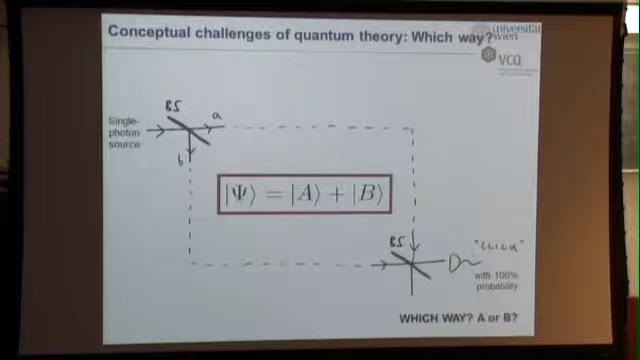 Conceptual challenges of quantum theory: Which way?
universität
wien
VCQ
BS
a
Single-
photon
source
b
|Ψ⟩ = |A⟩ + |B⟩
BS
"CLICK"
with 100%
probability
WHICH WAY? A or B?